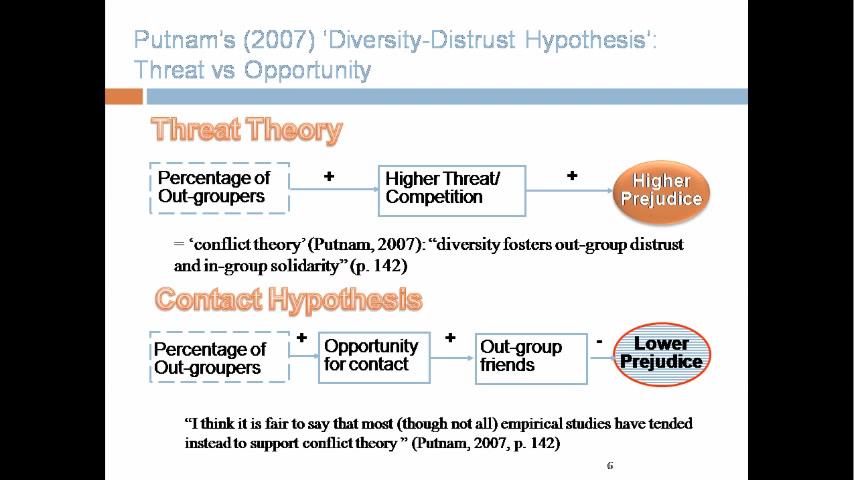 Putnam's (2007) 'Diversity-Distrust Hypothesis':
Threat vs Opportunity
Threat Theory
Percentage of
Out-groupers
+
Higher Threat/
Competition
+
Higher
Prejudice
= 'conflict theory' (Putnam, 2007): "diversity fosters out-group distrust
and in-group solidarity" (p. 142)
Contact Hypothesis
Percentage of
Out-groupers
+
Opportunity
for contact
+
Out-group
friends
-
Lower
Prejudice
"I think it is fair to say that most (though not all) empirical studies have tended
instead to support conflict theory " (Putnam, 2007, p. 142)
6